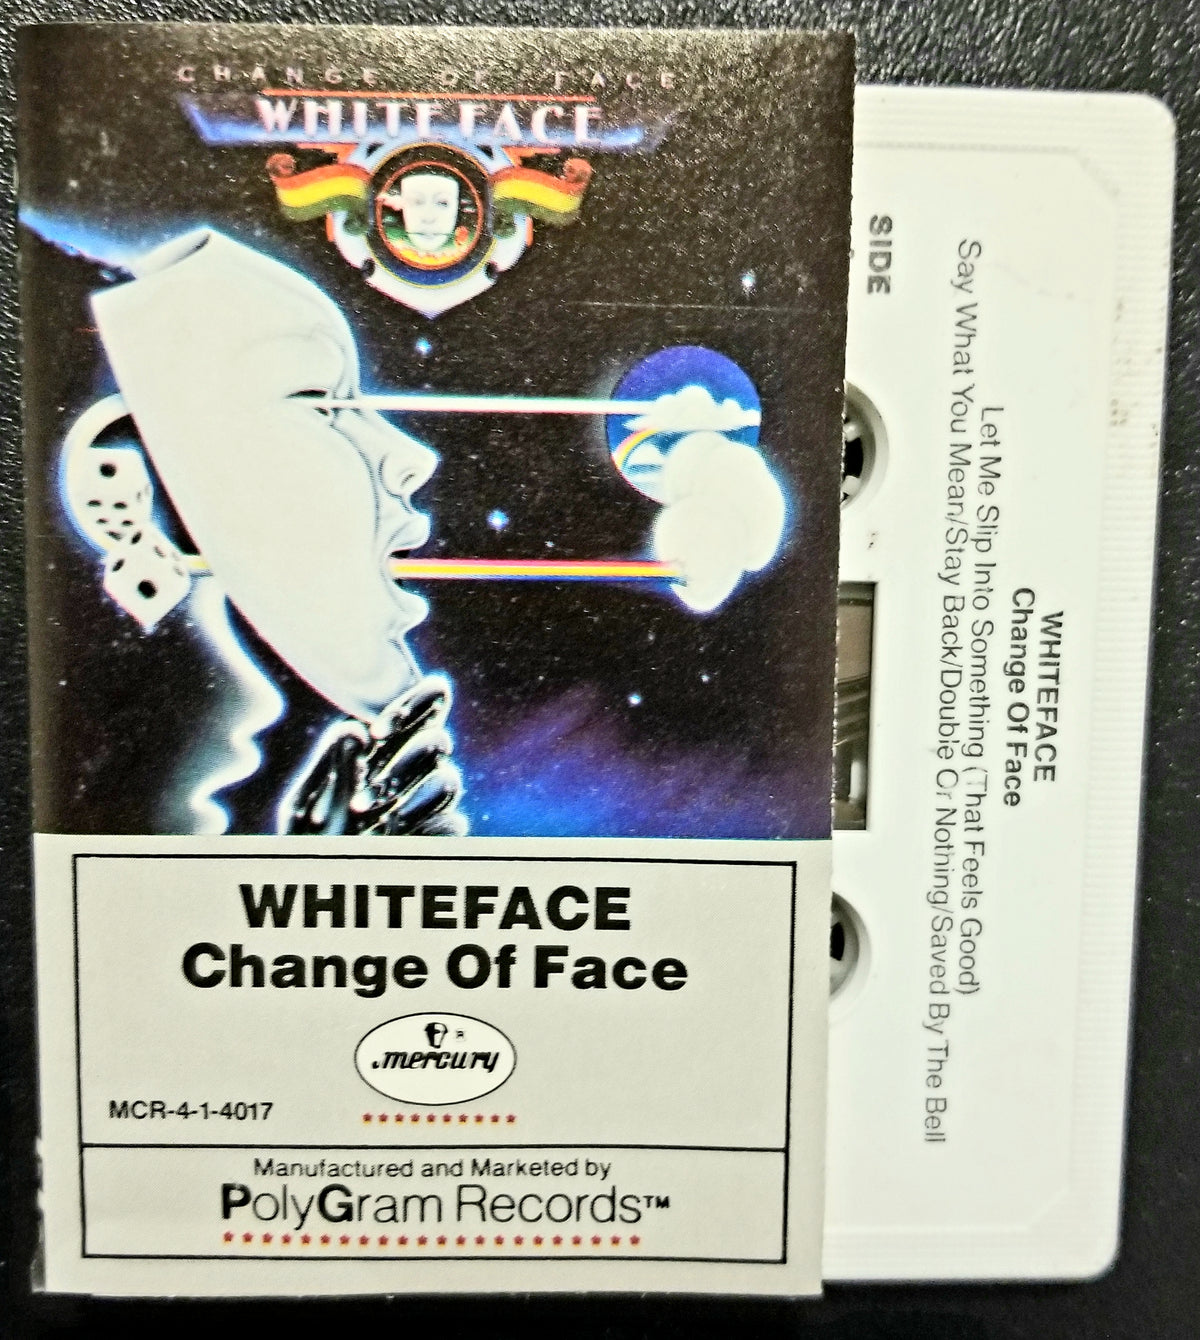 CHANGE OF FACE
WHITEFACE
WHITEFACE
Change Of Face
mercury
MCR-4-1-4017
Manufactured and Marketed by
PolyGram Records™
SIDE
WHITEFACE
Change Of Face
Let Me Slip Into Something (That Feels Good)
Say What You Mean/Stay Back/Double Or Nothing/Saved By The Bell